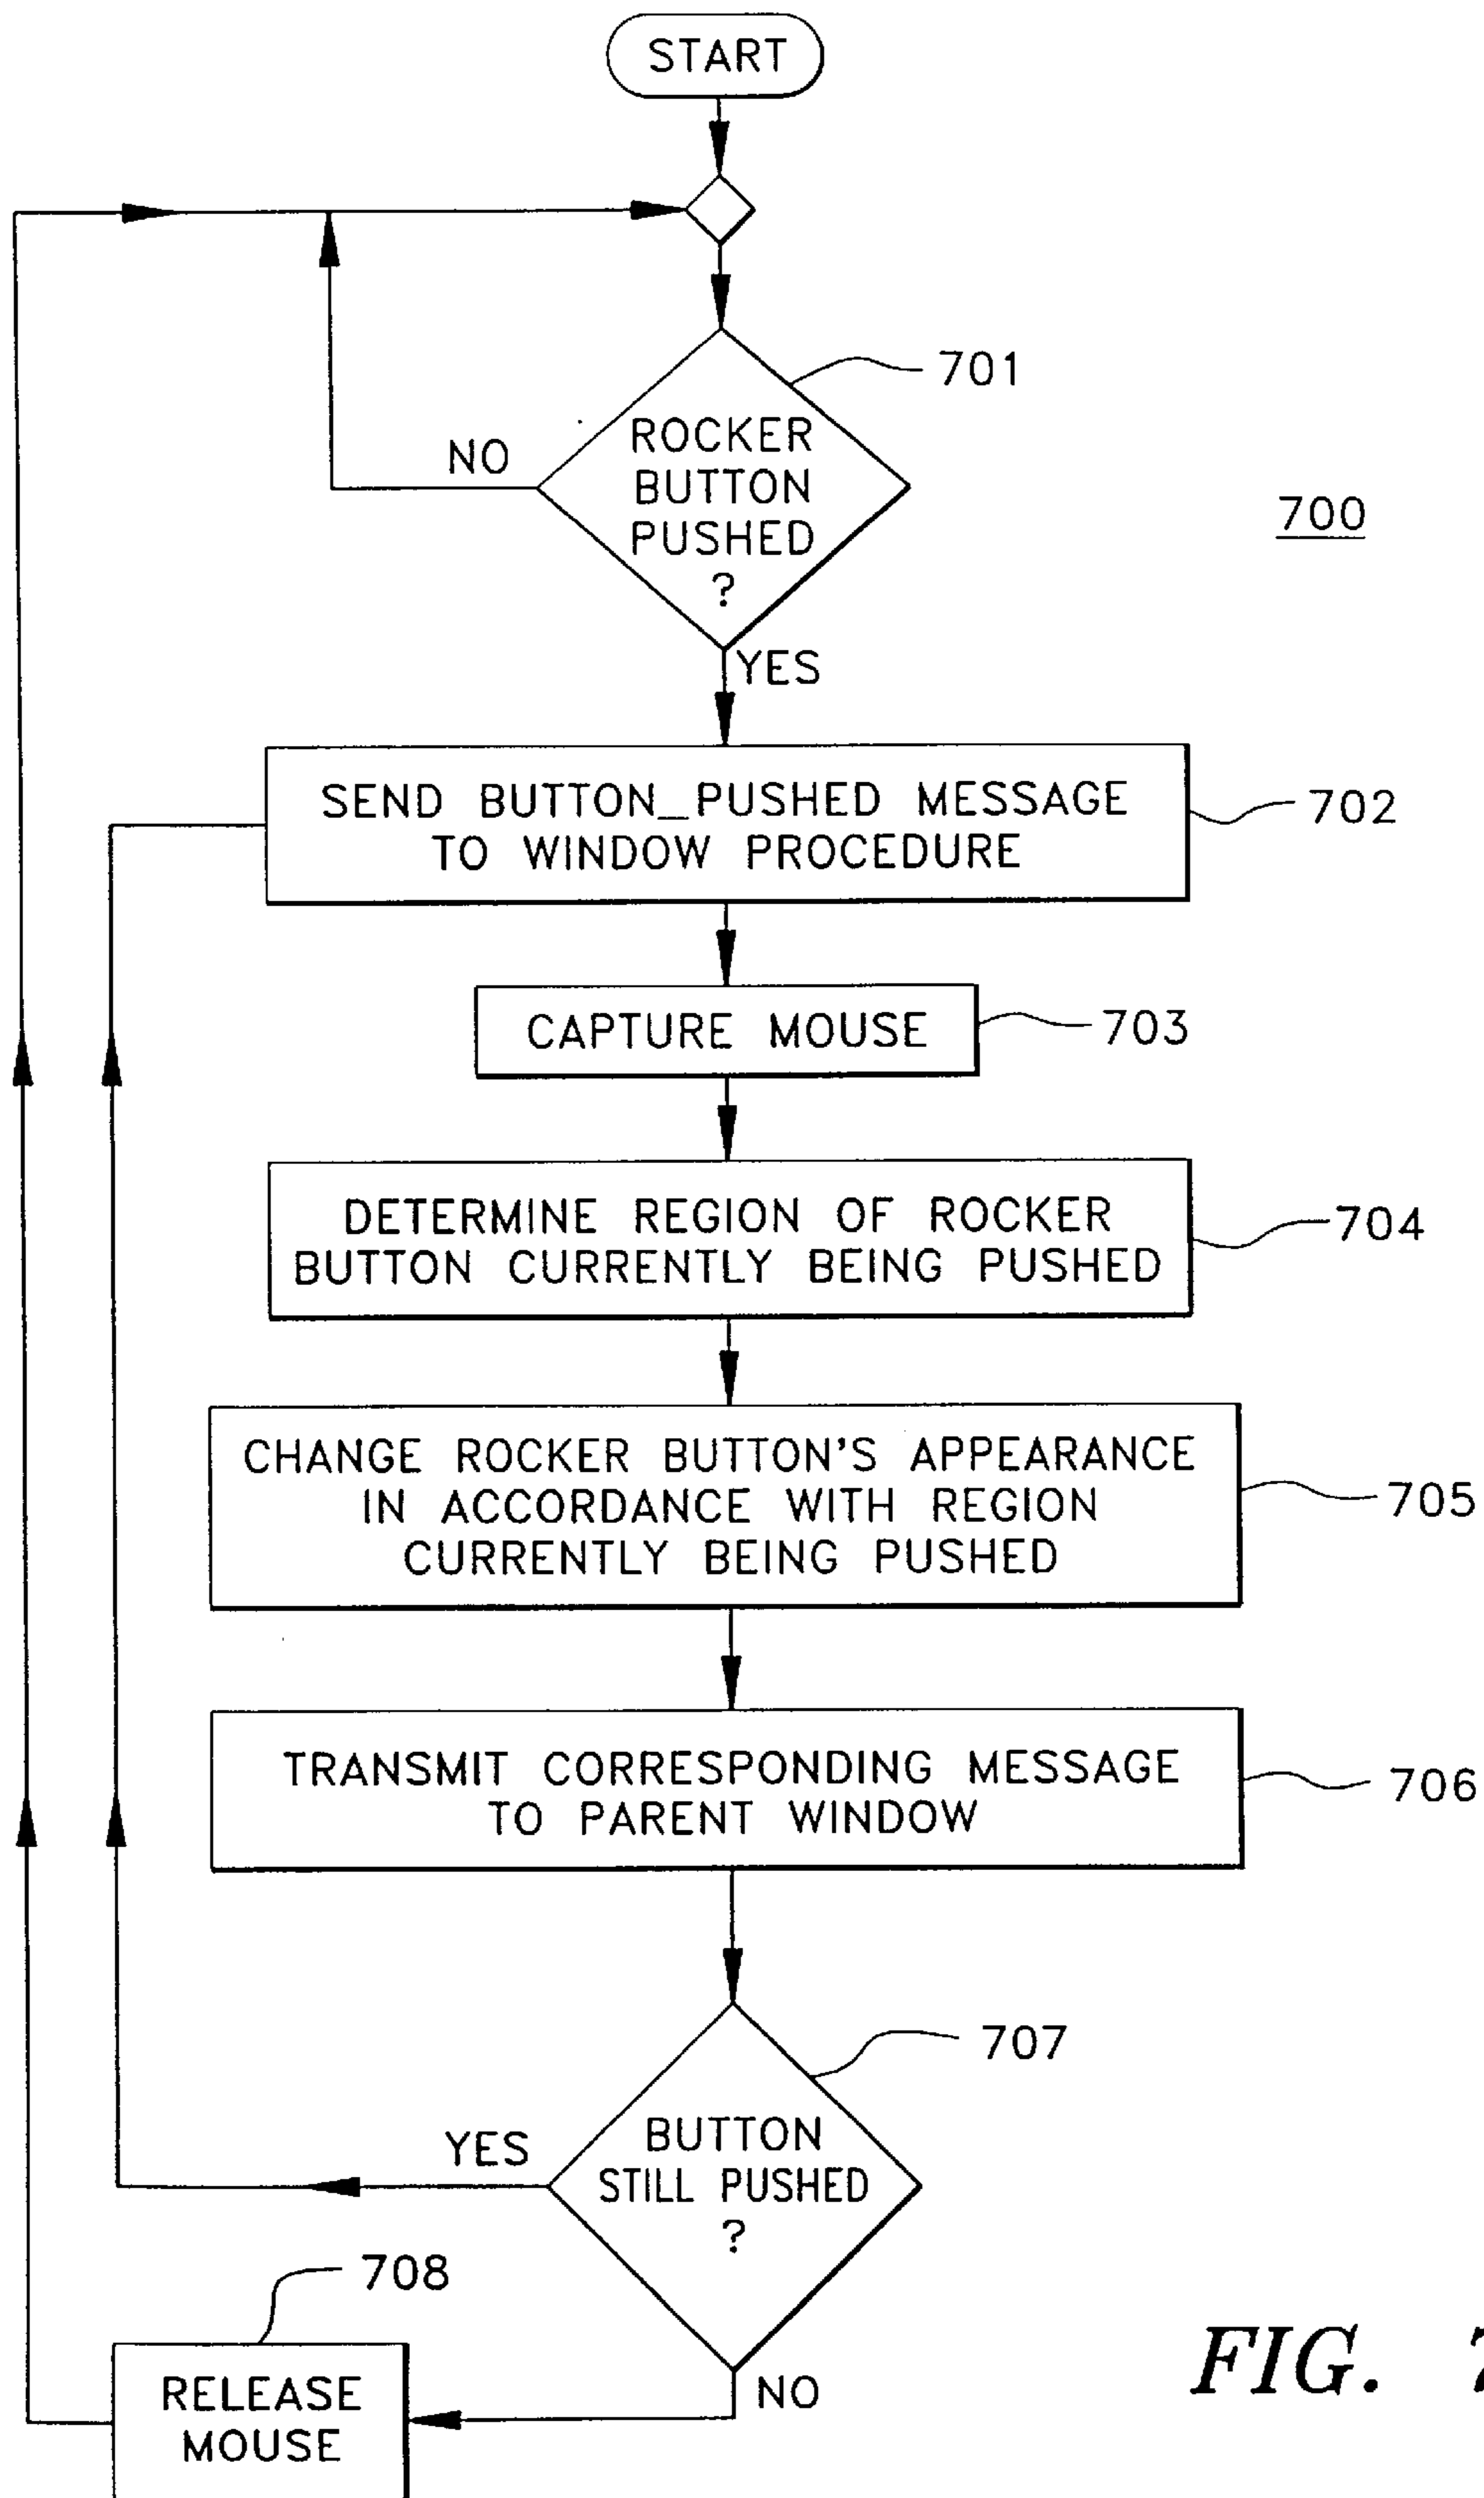 START
701
ROCKER
BUTTON
PUSHED
?
NO
700
YES
SEND BUTTON_PUSHED MESSAGE
TO WINDOW PROCEDURE
702
CAPTURE MOUSE
703
DETERMINE REGION OF ROCKER
BUTTON CURRENTLY BEING PUSHED
704
CHANGE ROCKER BUTTON'S APPEARANCE
IN ACCORDANCE WITH REGION
CURRENTLY BEING PUSHED
705
TRANSMIT CORRESPONDING MESSAGE
TO PARENT WINDOW
706
707
BUTTON
STILL PUSHED
?
YES
708
NO
RELEASE
MOUSE
FIG. 7